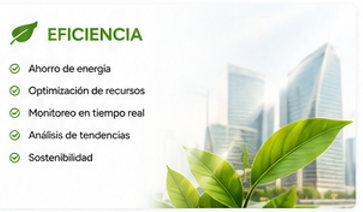 EFICIENCIA
Ahorro de energía
Optimización de recursos
Monitoreo en tiempo real
Análisis de tendencias
Sostenibilidad